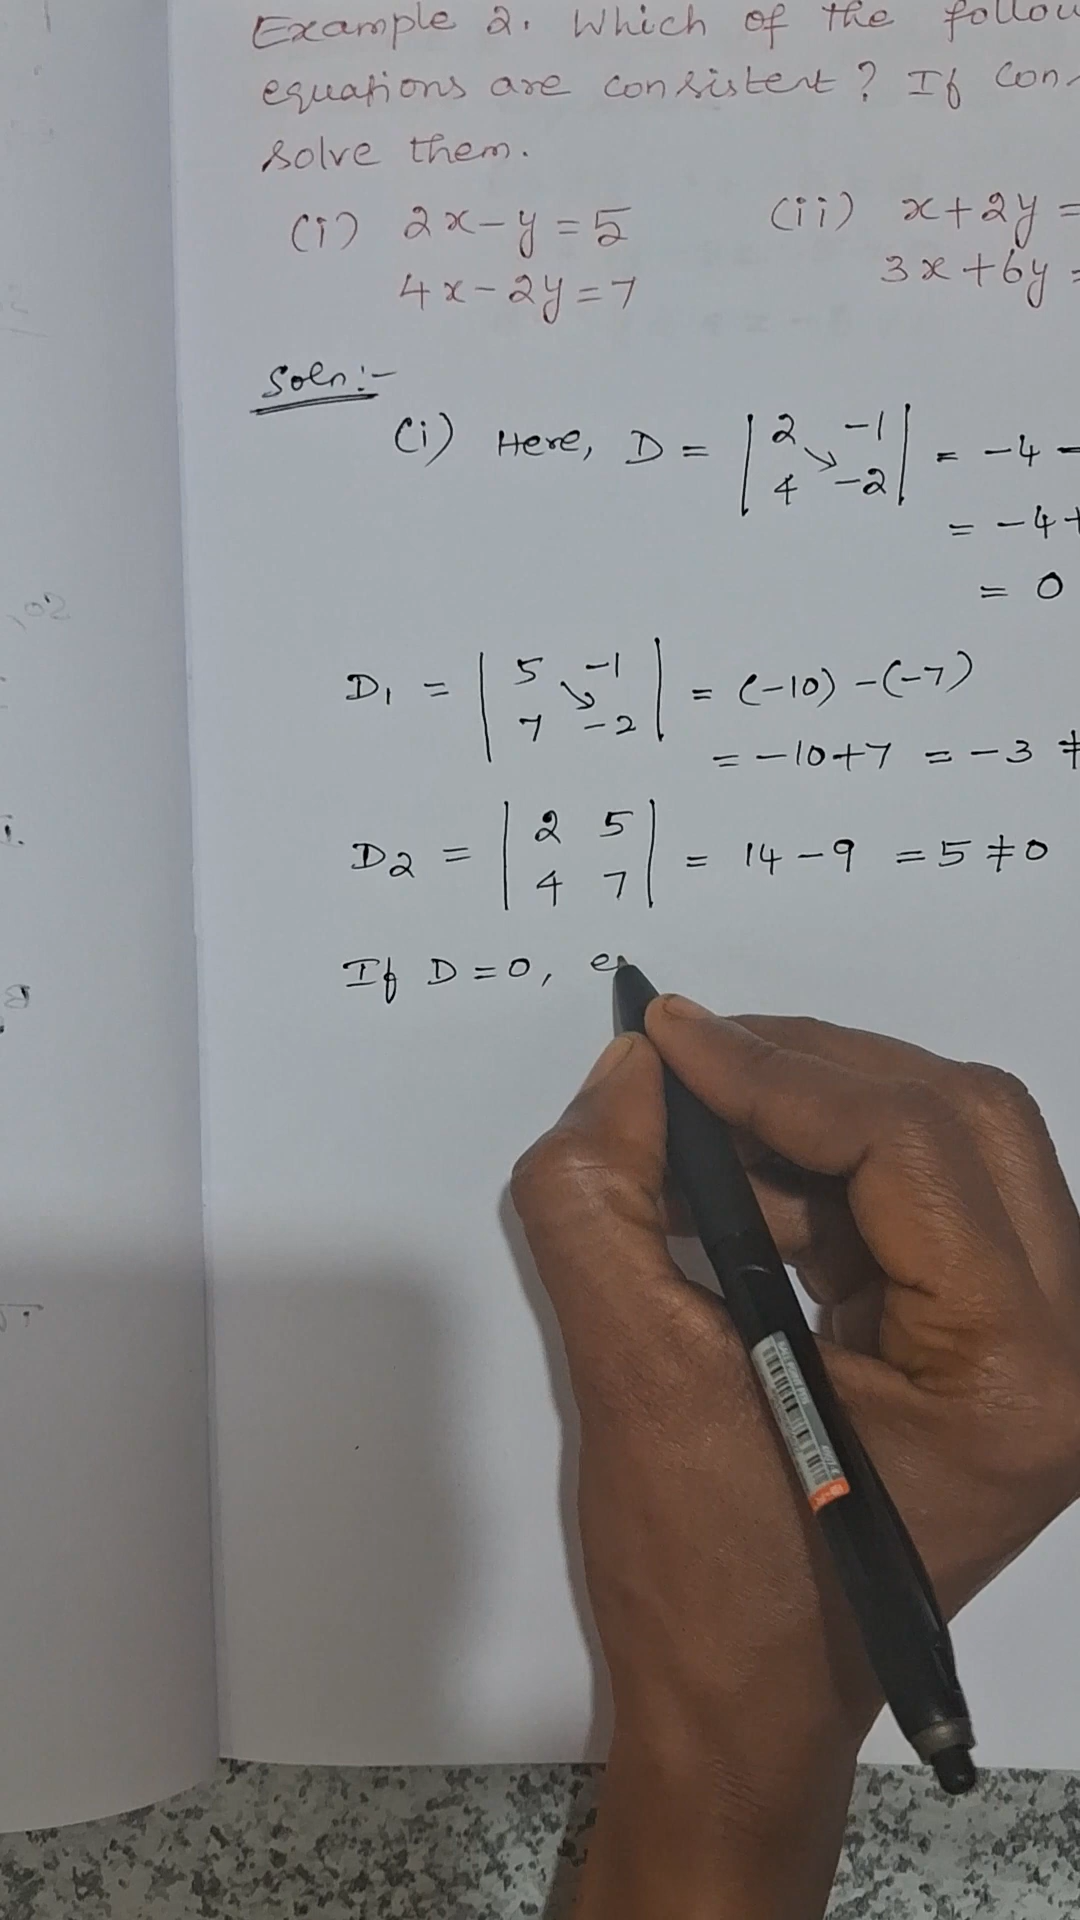 Example 2. Which of the
equations are consistent? If
solve them.
(i) 2x-y=5 (ii) x+2y=
4x-2y=7 3x+6y=
Soln:-
(i) Here, D = | 2 -1 | = -4 -
| 4 -2 |
= -4+
= 0
D1 = | 5 -1 | = (-10) -(-7)
| 7 -2 |
= -10+7 = -3 ≠
D2 = | 2 5 | = 14-9 = 5 ≠0
| 4 7 |
If D=0,